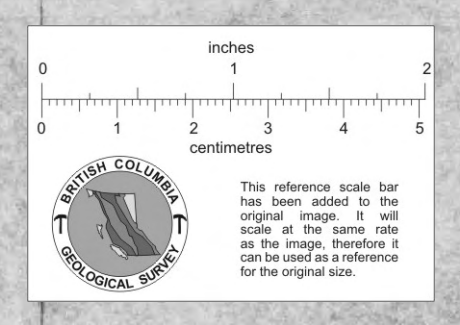 inches
0 1 2
0 1 2 3 4 5
centimetres
BRITISH COLUMBIA
GEOLOGICAL SURVEY
This reference scale bar
has been added to the
original image. It will
scale at the same rate
as the image, therefore it
can be used as a reference
for the original size.